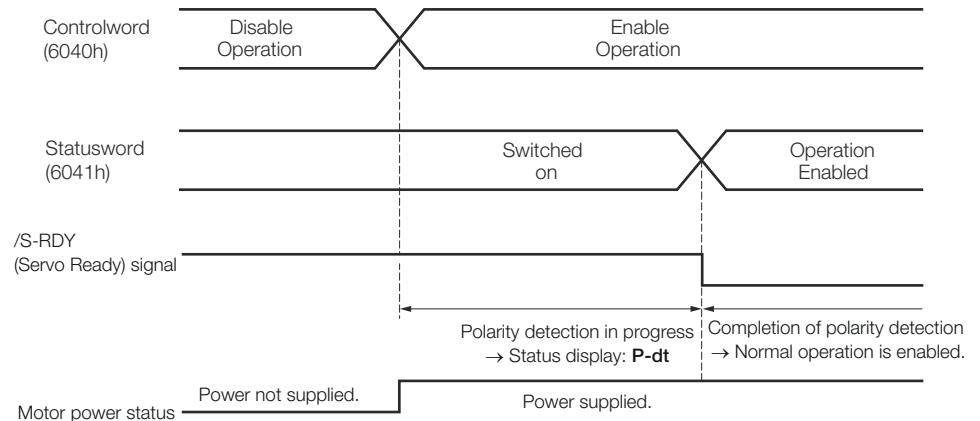 Controlword
(6040h)
Disable
Operation
Enable
Operation
Statusword
(6041h)
Switched
on
Operation
Enabled
/S-RDY
(Servo Ready) signal
Polarity detection in progress
→ Status display: P-dt
Completion of polarity detection
→ Normal operation is enabled.
Motor power status
Power not supplied.
Power supplied.